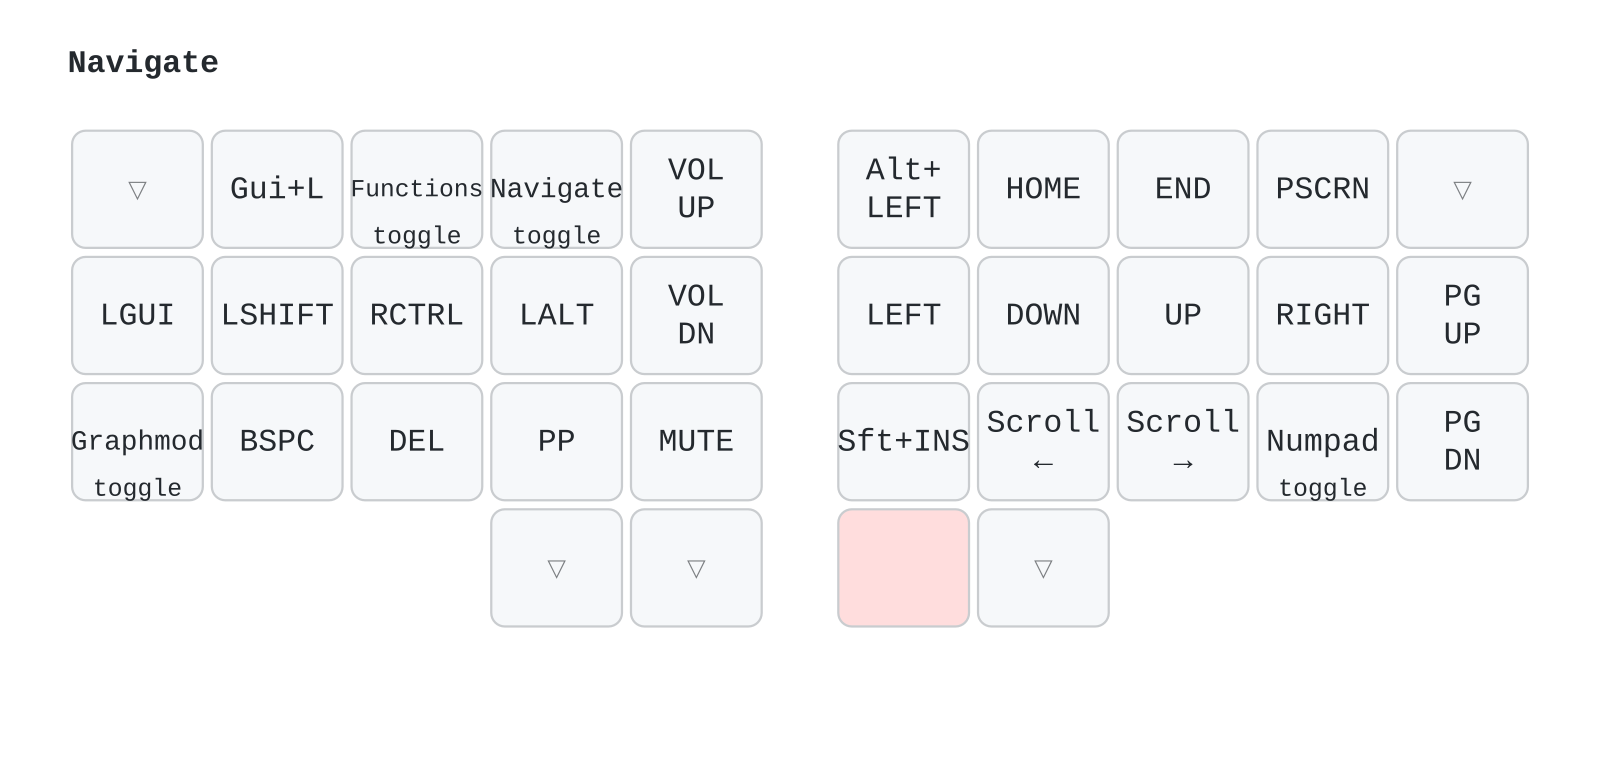 Navigate
▽ Gui+L Functions Navigate VOL UP Alt+ LEFT HOME END PSCRN ▽
toggle toggle
LGUI LSHIFT RCTRL LALT VOL DN LEFT DOWN UP RIGHT PG UP
Graphmod BSPC DEL PP MUTE Sft+INS Scroll ← Scroll → Numpad PG DN
toggle toggle
▽ ▽ ▽